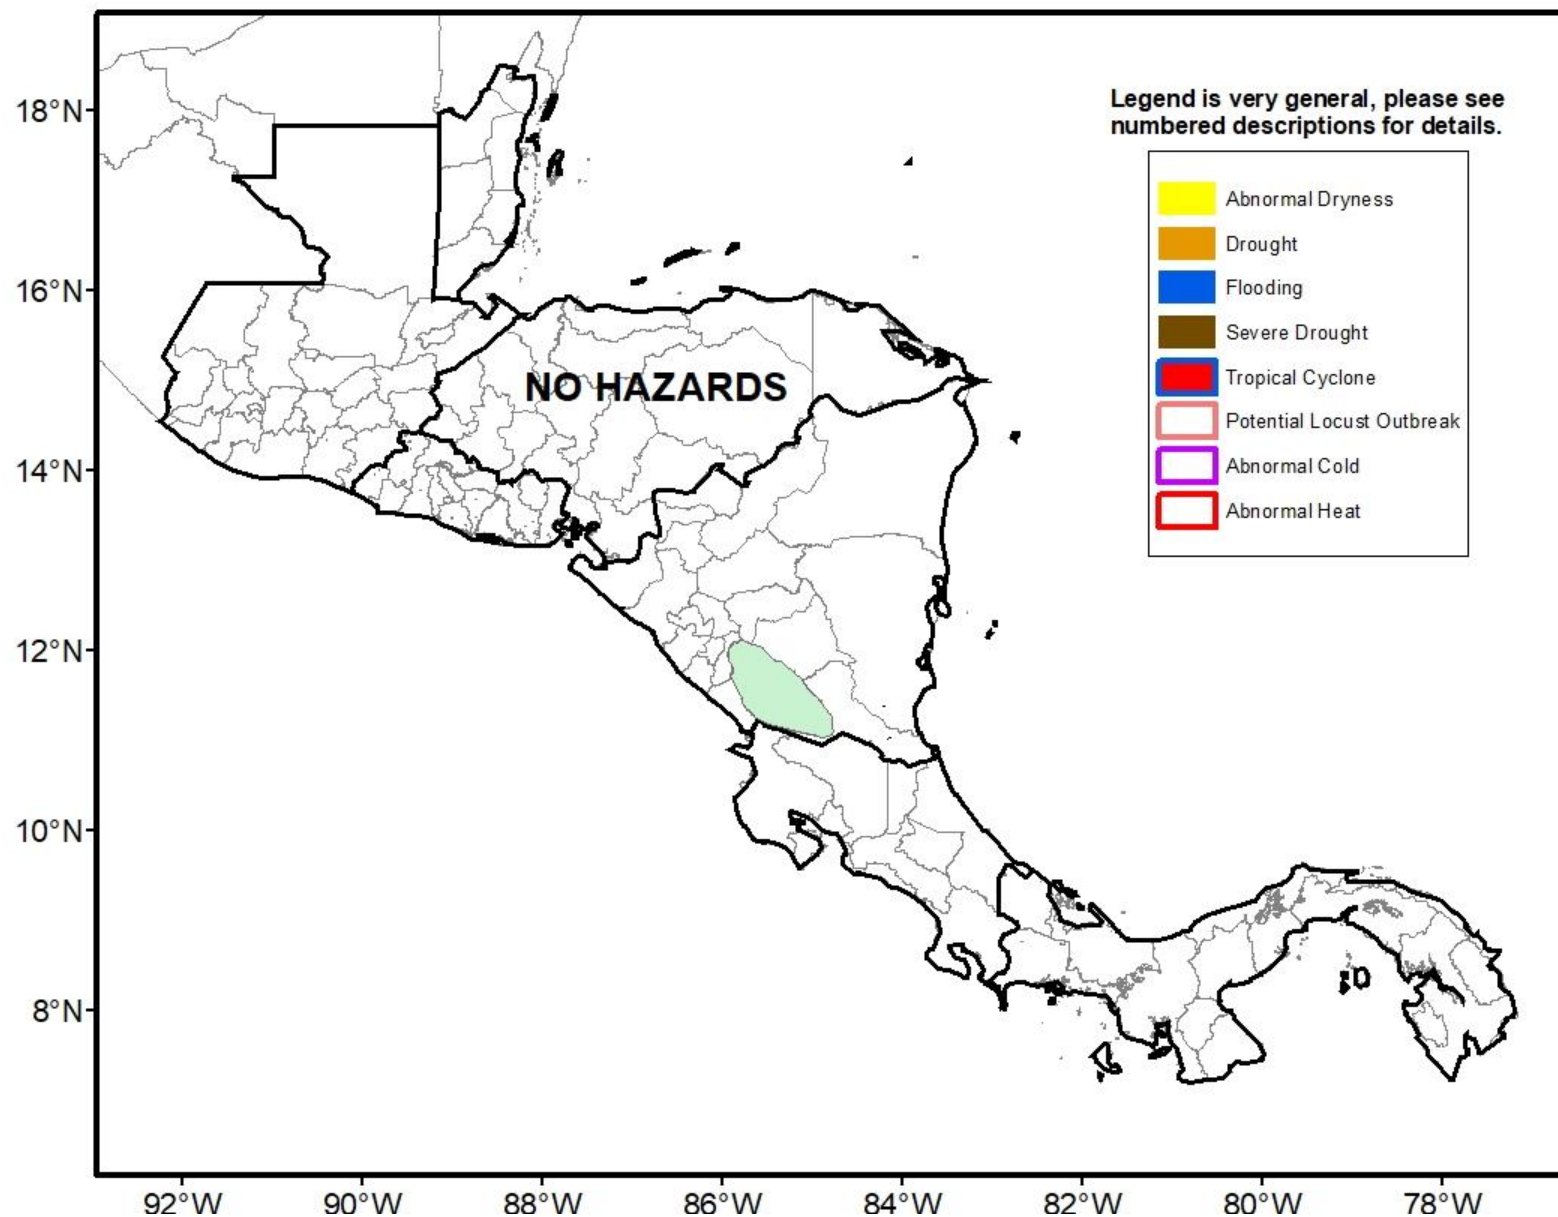 Legend is very general, please see
numbered descriptions for details.
Abnormal Dryness
Drought
Flooding
Severe Drought
Tropical Cyclone
Potential Locust Outbreak
Abnormal Cold
Abnormal Heat
NO HAZARDS
18°N
16°N
14°N
12°N
10°N
8°N
92°W
90°W
88°W
86°W
84°W
82°W
80°W
78°W